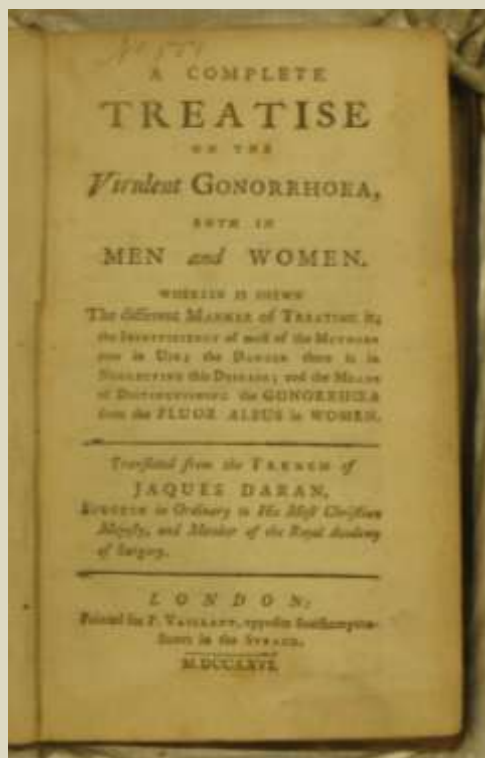 A COMPLETE
TREATISE
ON THE
Virulent GONORRHOEA,
BOTH IN
MEN and WOMEN.
WHEREIN IS SHEWN
The different MANNER of TREATING it;
the INSUFFICIENCY of most of the METHODS
now in USE; the DANGER there is in
NEGLECTING this DISEASE; and the MEANS
of DISTINGUISHING the GONORRHOEA
from the FLUOR ALBUS in WOMEN.
Translated from the FRENCH of
JAQUES DARAN,
SURGEON in Ordinary to His Most Christian
Majesty, and Member of the Royal Academy
of Surgery.
LONDON:
Printed for P. VAILLANT, opposite Southampton-
Street in the STRAND.
M.DCC.LXVI.